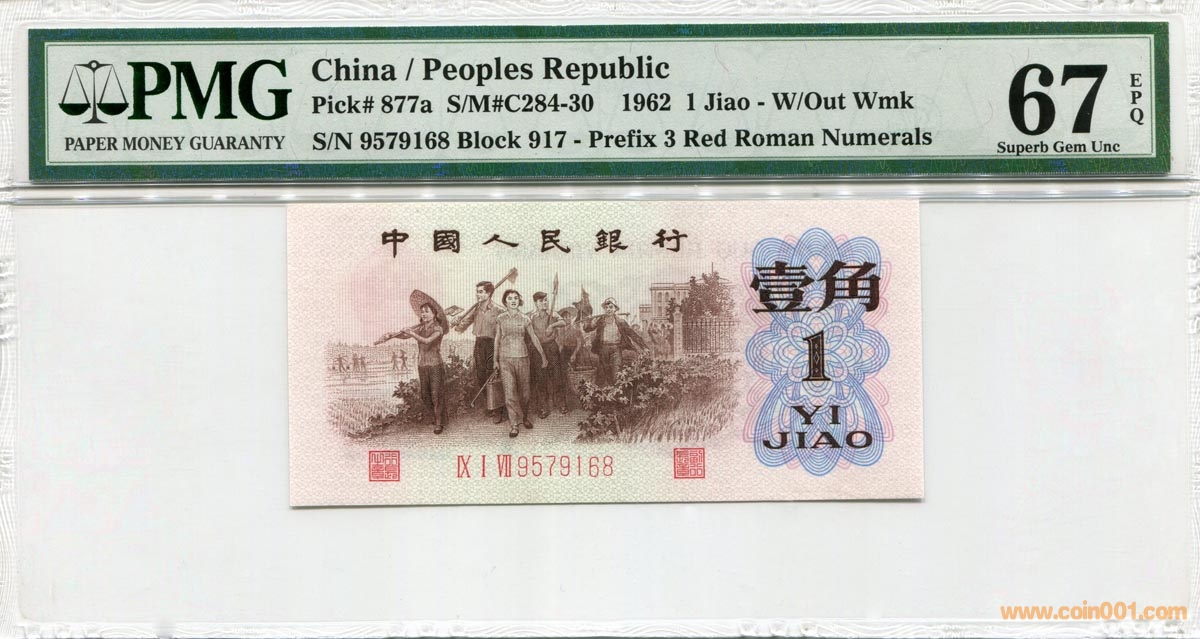 PMG
PAPER MONEY GUARANTY
China / Peoples Republic
Pick# 877a S/M#C284-30 1962 1 Jiao - W/Out Wmk
S/N 9579168 Block 917 - Prefix 3 Red Roman Numerals
67
EPQ
Superb Gem Unc
中國人民銀行
壹角
1
YI
JIAO
IX I VII 9579168
www.coin001.com